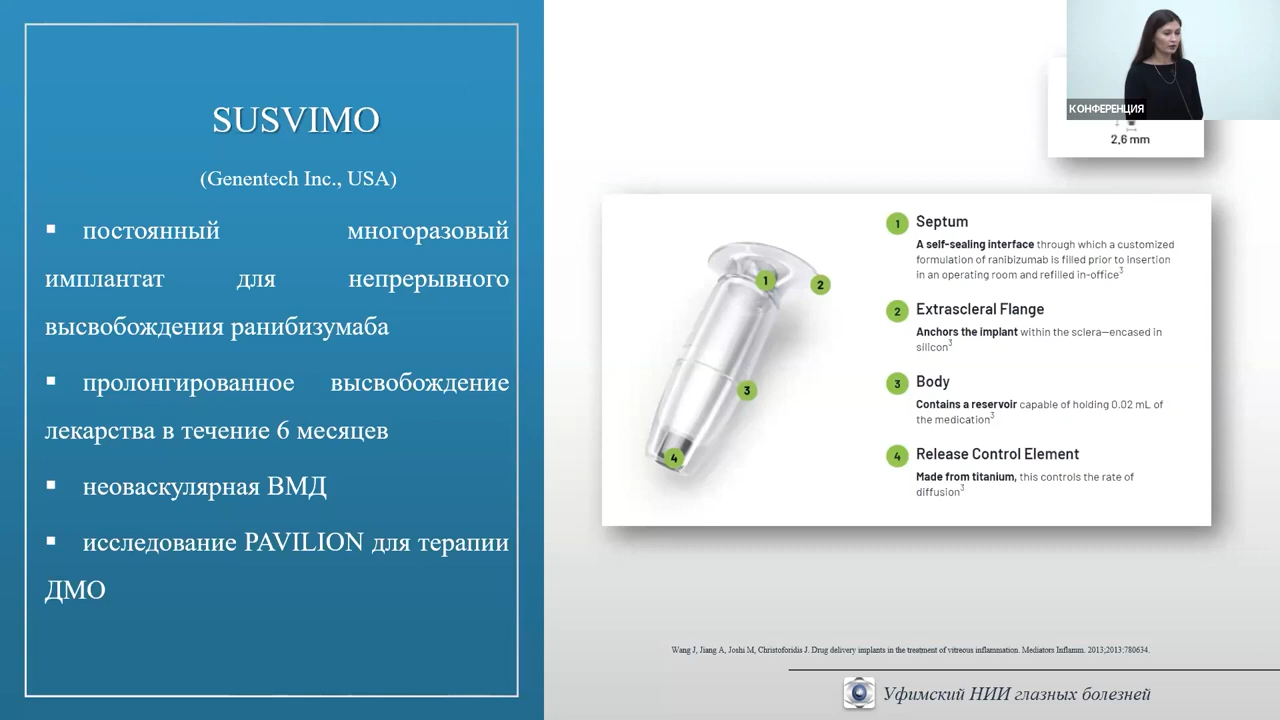 SUSVIMO
(Genentech Inc., USA)
▪ постоянный многоразовый
имплантат для непрерывного
высвобождения ранибизумаба
▪ пролонгированное высвобождение
лекарства в течение 6 месяцев
▪ неоваскулярная ВМД
▪ исследование PAVILION для терапии
ДМО
КОНФЕРЕНЦИЯ
2,6 mm
1
2
3
4
1 Septum
A self-sealing interface through which a customized
formulation of ranibizumab is filled prior to insertion
in an operating room and refilled in-office3
2 Extrascleral Flange
Anchors the implant within the sclera—encased in
silicon3
3 Body
Contains a reservoir capable of holding 0.02 mL of
the medication3
4 Release Control Element
Made from titanium, this controls the rate of
diffusion3
Wang J, Jiang A, Joshi M, Christoforidis J. Drug delivery implants in the treatment of vitreous inflammation. Mediators Inflamm. 2013;2013:780634.
Уфимский НИИ глазных болезней